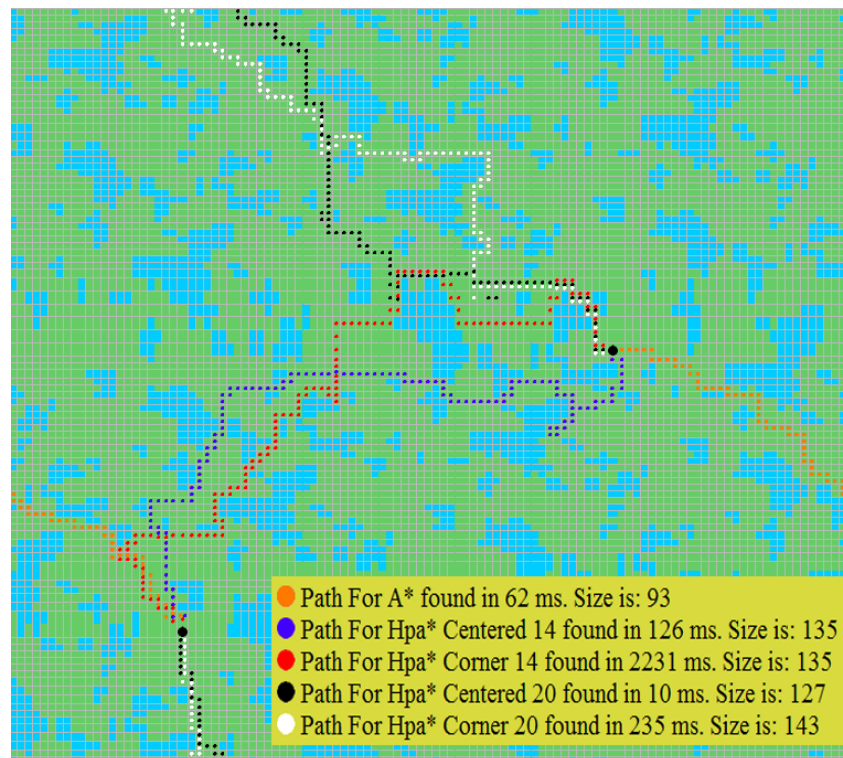 Path For A* found in 62 ms. Size is: 93
Path For Hpa* Centered 14 found in 126 ms. Size is: 135
Path For Hpa* Corner 14 found in 2231 ms. Size is: 135
Path For Hpa* Centered 20 found in 10 ms. Size is: 127
Path For Hpa* Corner 20 found in 235 ms. Size is: 143